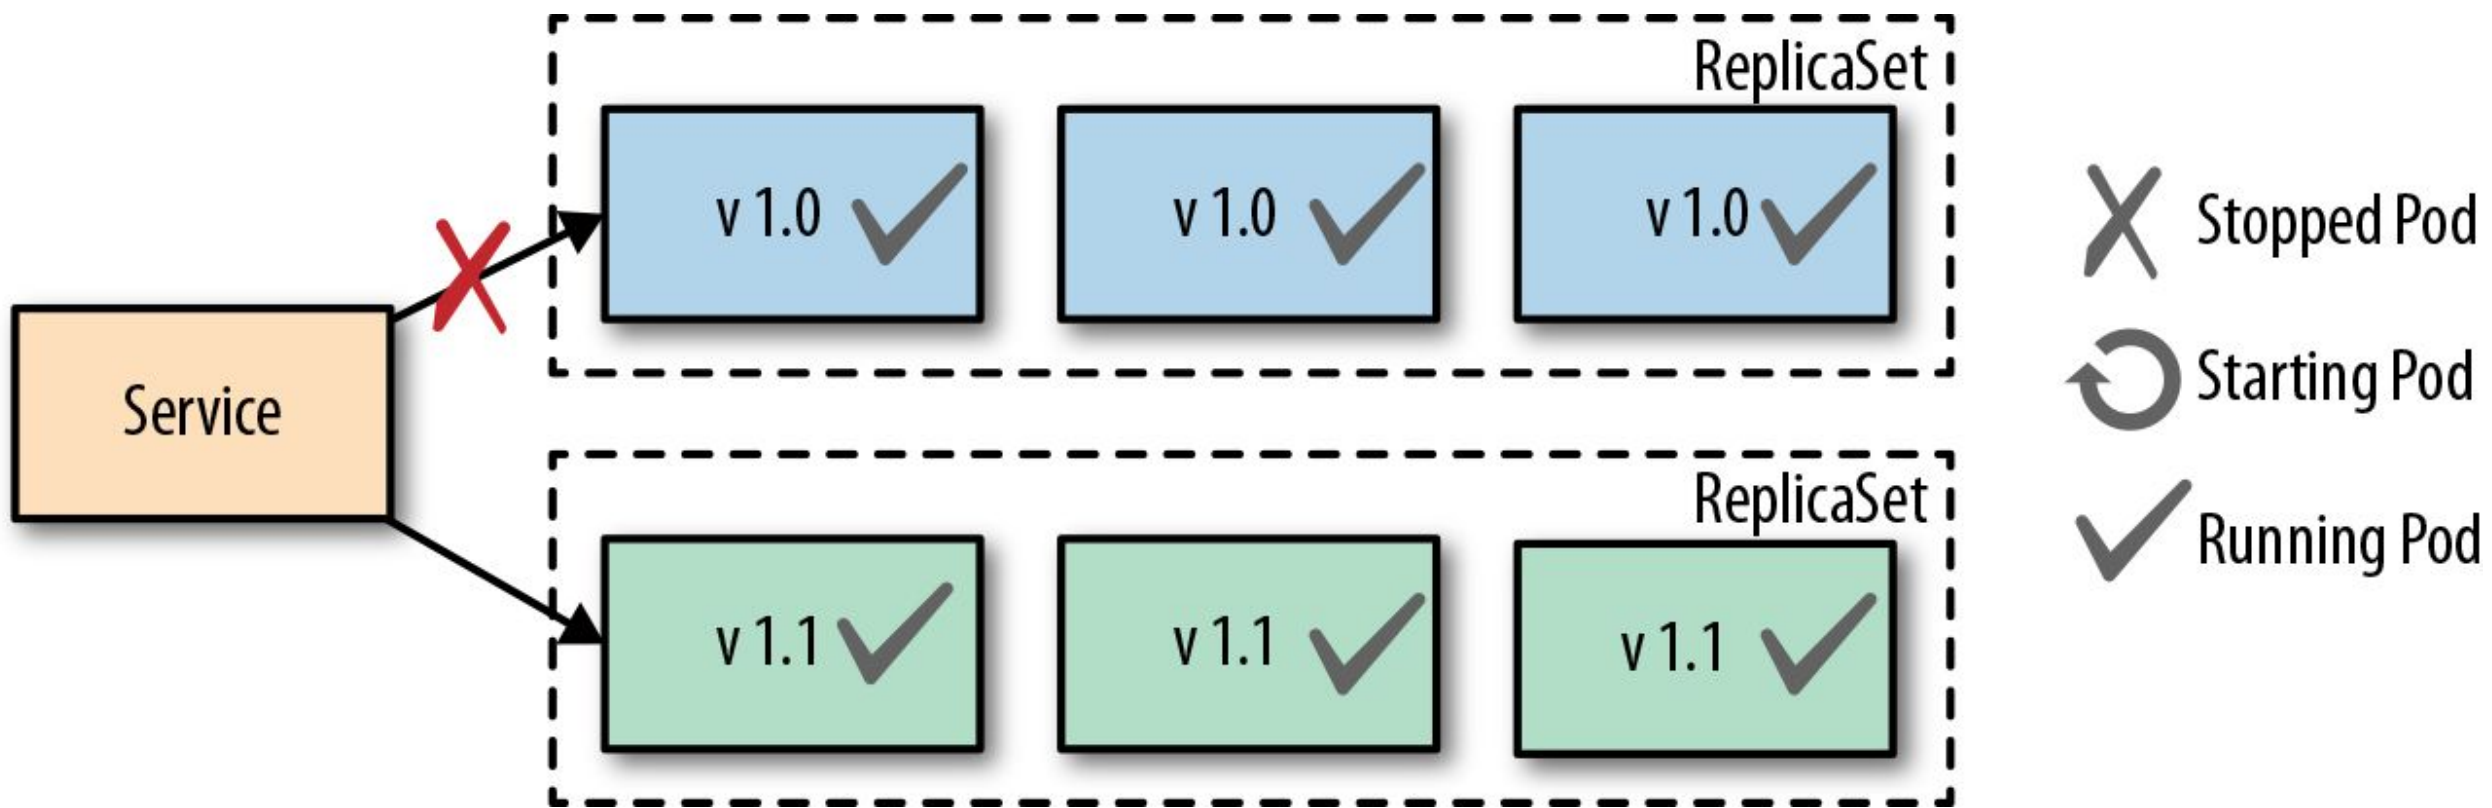 ReplicaSet
v 1.0
v 1.0
v 1.0
Service
ReplicaSet
v 1.1
v 1.1
v 1.1
Stopped Pod
Starting Pod
Running Pod